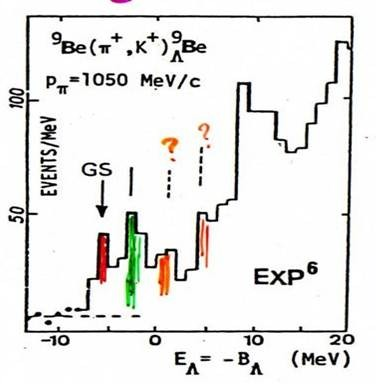 ⁹Be(π⁺,K⁺)⁹ΛBe
pπ=1050 MeV/c
100
EVENTS/MeV
50
GS
?
?
EXP⁶
-10
0
10
20
EΛ = -BΛ (MeV)